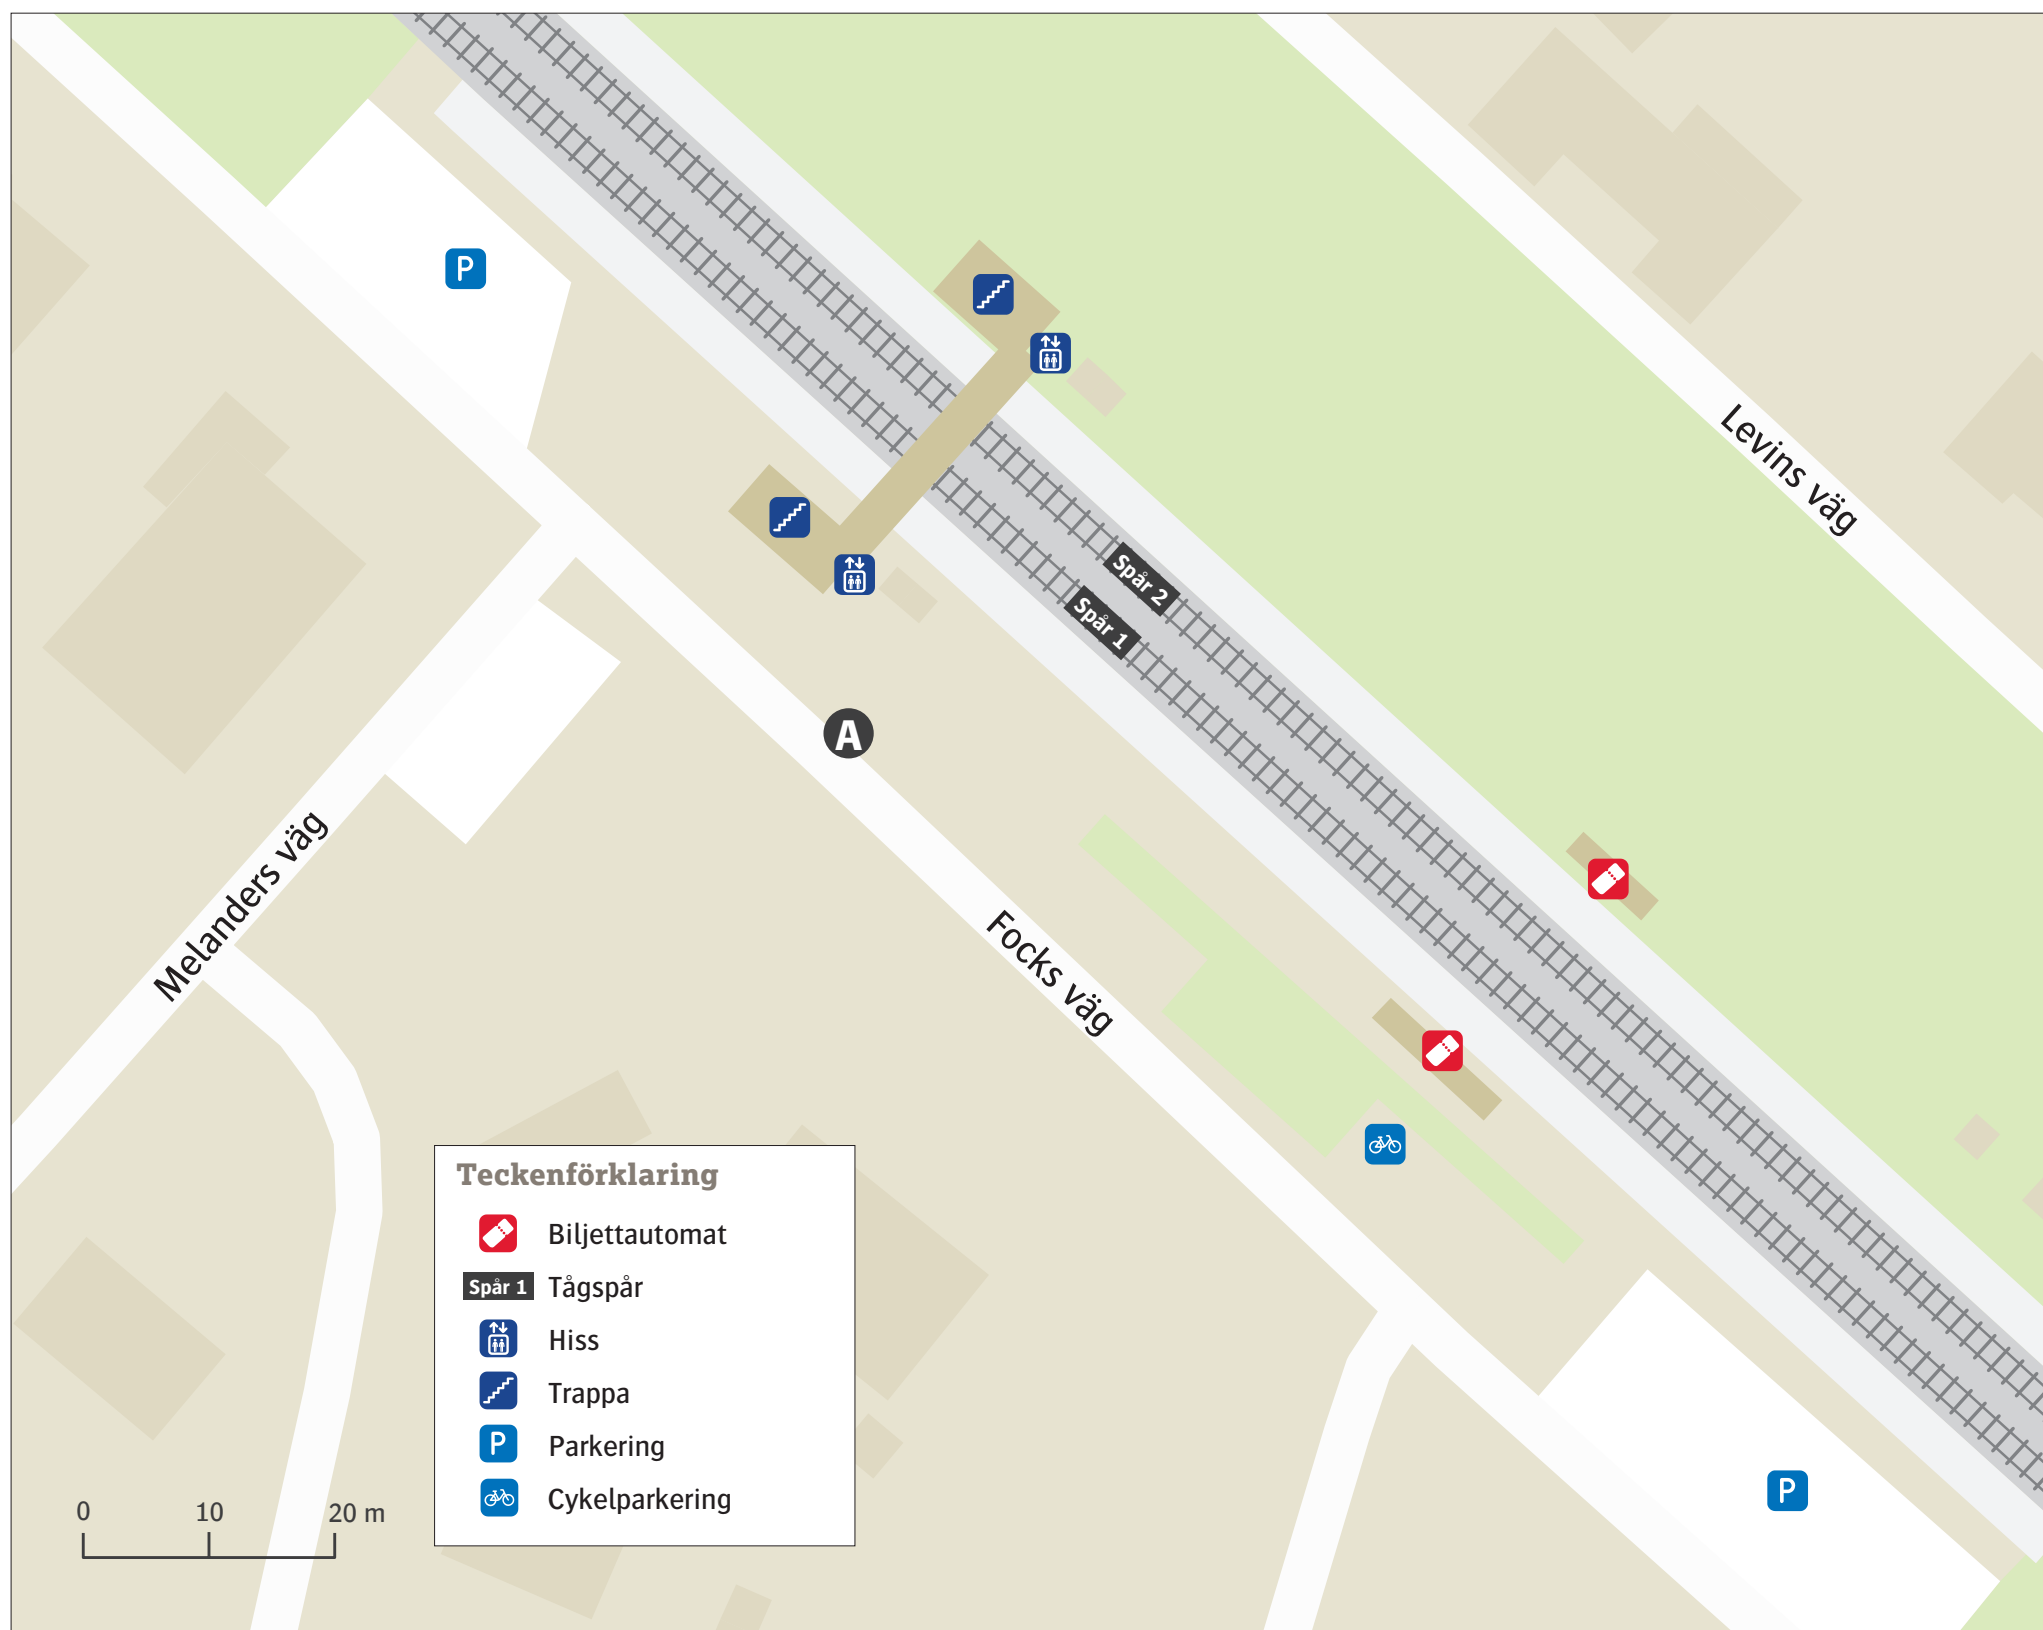 P
Levins väg
Spår 2
Spår 1
A
Melanders väg
Focks väg
Teckenförklaring
Biljettautomat
Spår 1 Tågspår
Hiss
Trappa
P Parkering
Cykelparkering
0 10 20 m
P